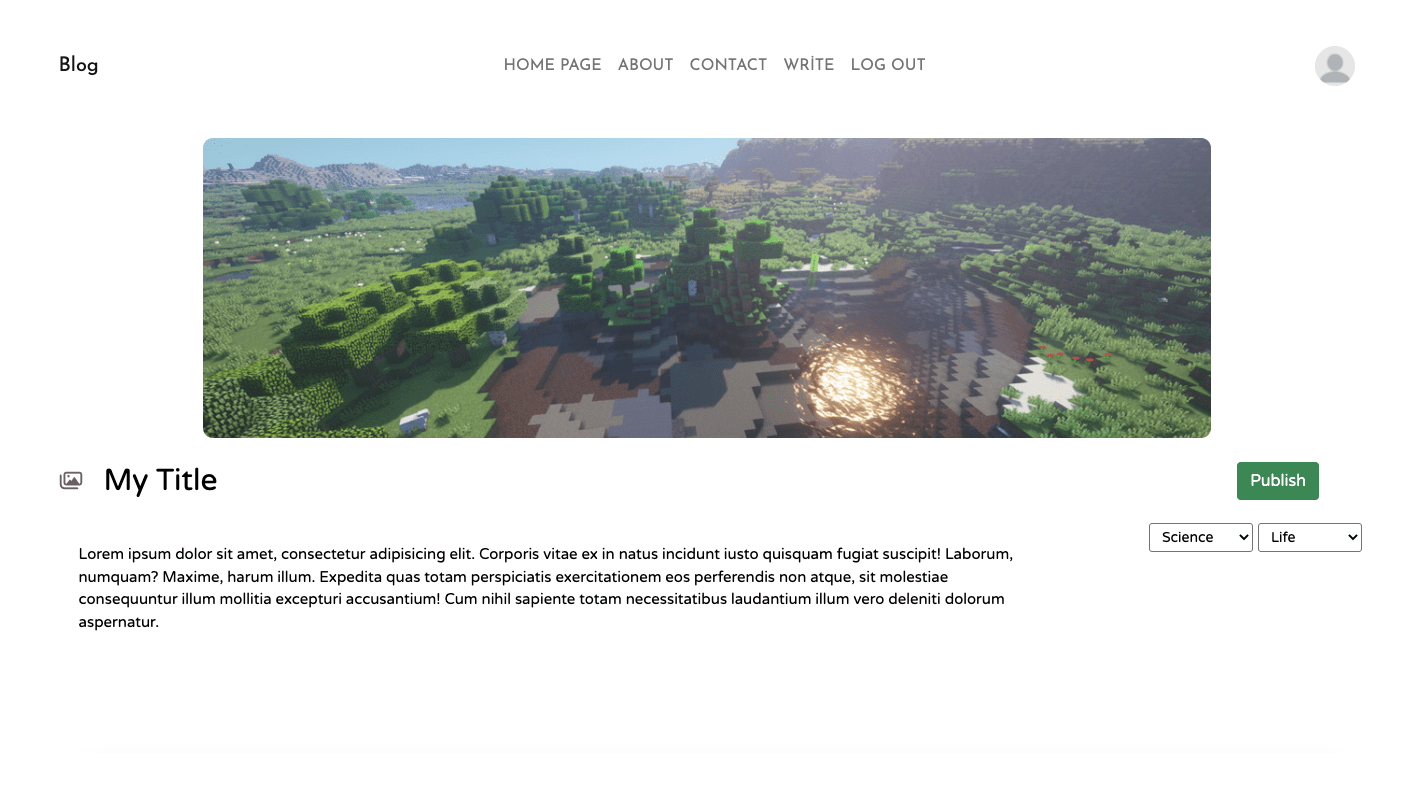 Blog
HOME PAGE ABOUT CONTACT WRİTE LOG OUT
My Title
Publish
Science Life
Lorem ipsum dolor sit amet, consectetur adipisicing elit. Corporis vitae ex in natus incidunt iusto quisquam fugiat suscipit! Laborum,
numquam? Maxime, harum illum. Expedita quas totam perspiciatis exercitationem eos perferendis non atque, sit molestiae
consequuntur illum mollitia excepturi accusantium! Cum nihil sapiente totam necessitatibus laudantium illum vero deleniti dolorum
aspernatur.